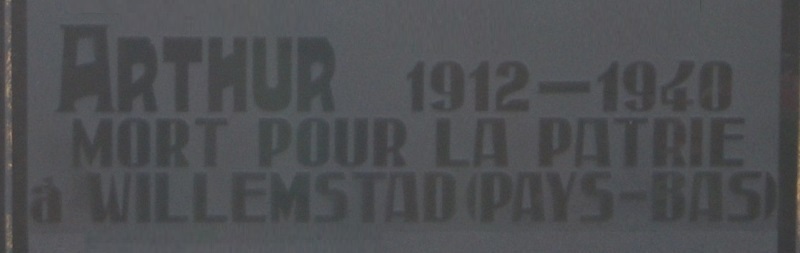 ARTHUR 1912-1940
MORT POUR LA PATRIE
à WILLEMSTAD (PAYS-BAS)